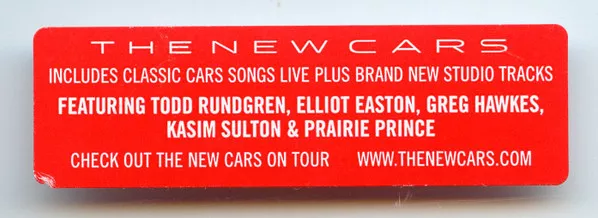 THE NEW CARS
INCLUDES CLASSIC CARS SONGS LIVE PLUS BRAND NEW STUDIO TRACKS
FEATURING TODD RUNDGREN, ELLIOT EASTON, GREG HAWKES,
KASIM SULTON & PRAIRIE PRINCE
CHECK OUT THE NEW CARS ON TOUR WWW.THENEWCARS.COM